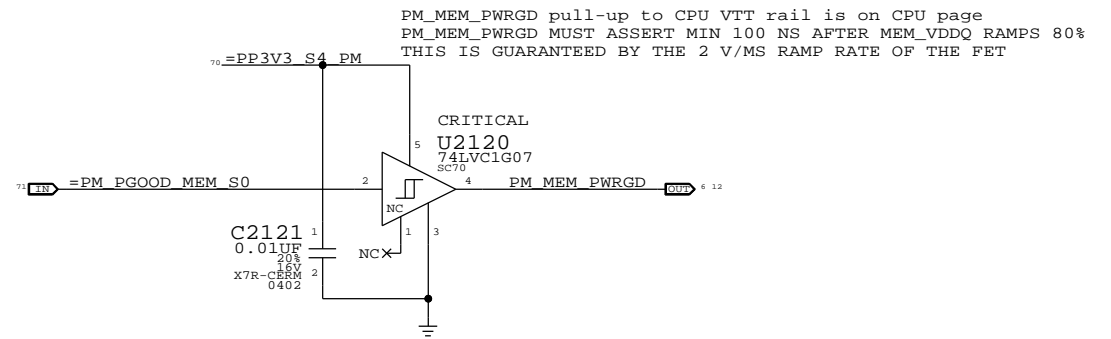 PM_MEM_PWRGD pull-up to CPU VTT rail is on CPU page
PM_MEM_PWRGD MUST ASSERT MIN 100 NS AFTER MEM_VDDQ RAMPS 80%
THIS IS GUARANTEED BY THE 2 V/MS RAMP RATE OF THE FET
70 =PP3V3_S4_PM
CRITICAL
5 U2120
74LVC1G07
SC70
71 IN =PM_PGOOD_MEM_S0 2
4 PM_MEM_PWRGD OUT 6 12
NC
C2121 1
0.01UF
20%
16V
X7R-CERM 2
0402
NC 1 3